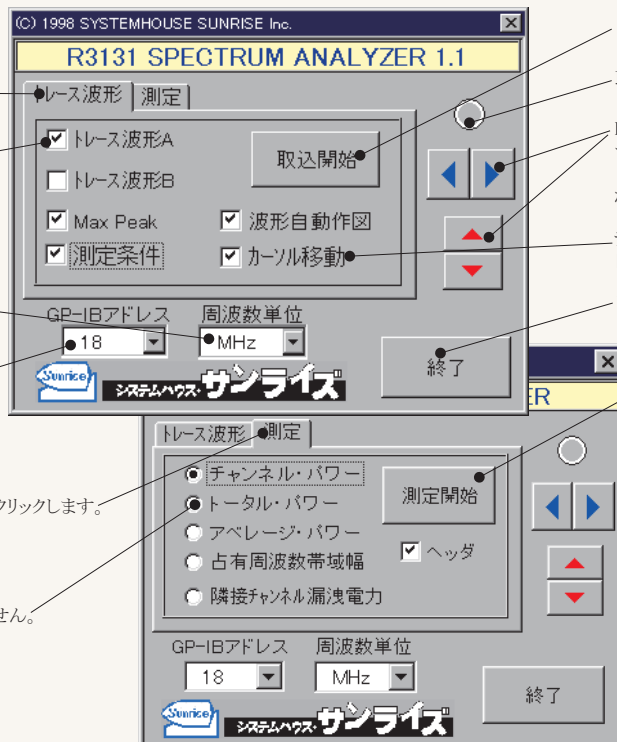 (C) 1998 SYSTEMHOUSE SUNRISE Inc.
R3131 SPECTRUM ANALYZER 1.1
トレース波形 測定
トレース波形A
取込開始
トレース波形B
Max Peak 波形自動作図
測定条件 カーソル移動
GP-IBアドレス 周波数単位
18 MHz
終了
Sunrise システムハウス・サンライズ
ER
トレース波形 測定
チャンネル・パワー
クリックします。
トータル・パワー 測定開始
アベレージ・パワー
占有周波数帯域幅 ヘッダ
隣接チャンネル漏洩電力
せん。
GP-IBアドレス 周波数単位
18 MHz
終了
Sunrise システムハウス・サンライズ